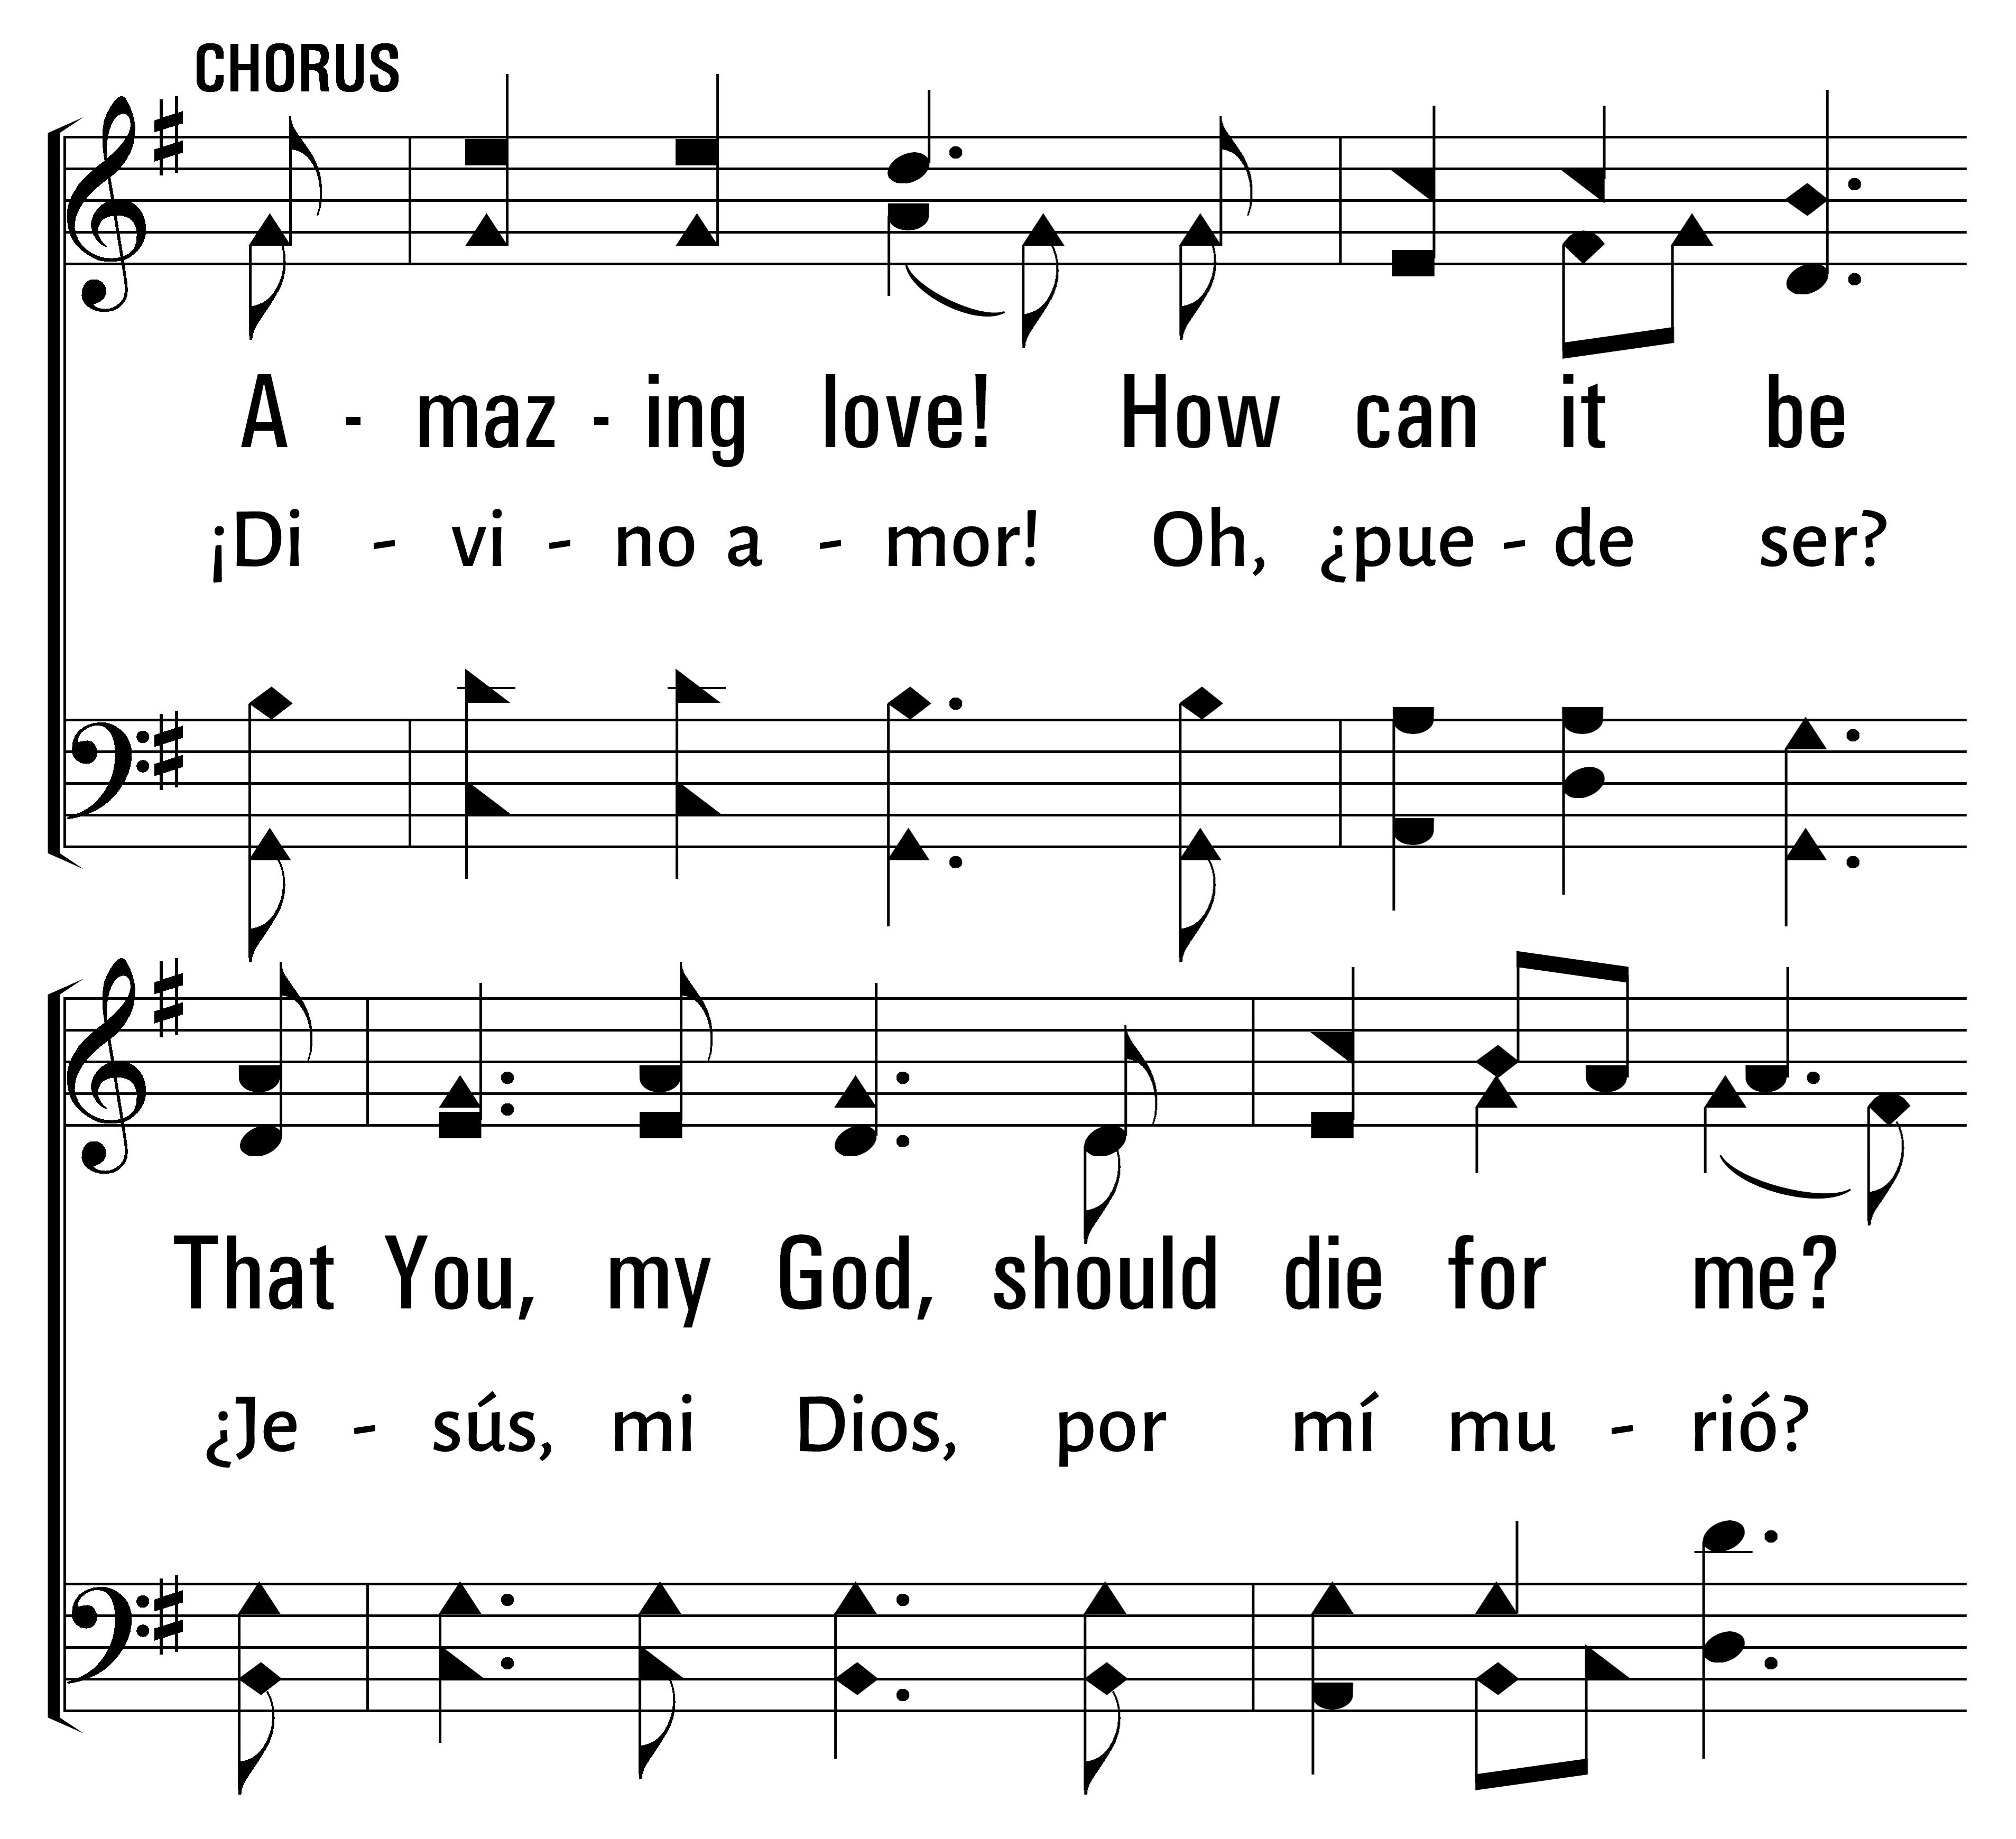 CHORUS
A - maz - ing love! How can it be
¡Di - vi - no a - mor! Oh, ¿pue - de ser?
That You, my God, should die for me?
¿Je - sús, mi Dios, por mí mu - rió?